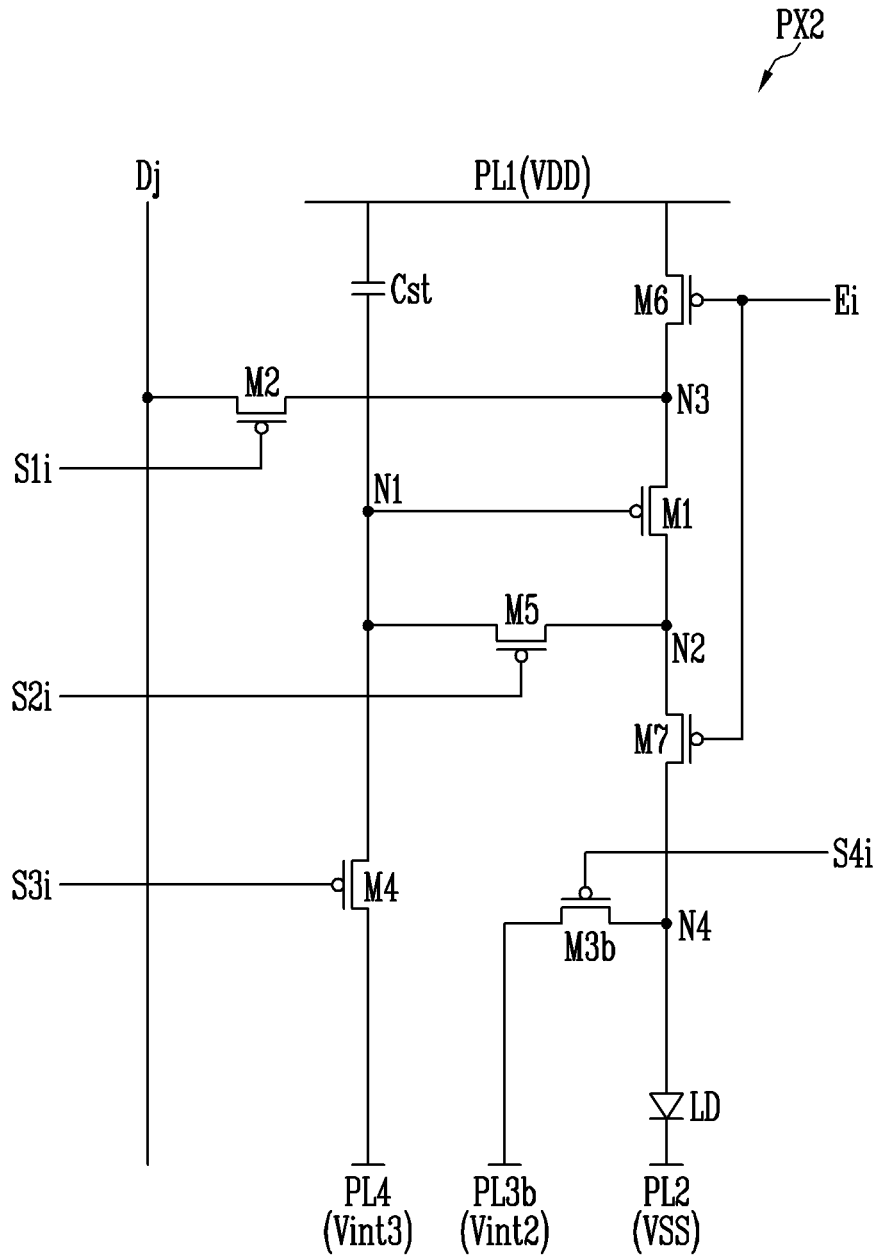 PX2
Dj
PL1(VDD)
Cst
M6
Ei
M2
N3
S1i
N1
M1
M5
N2
S2i
M7
S4i
S3i
M4
N4
M3b
LD
PL4
(Vint3)
PL3b
(Vint2)
PL2
(VSS)